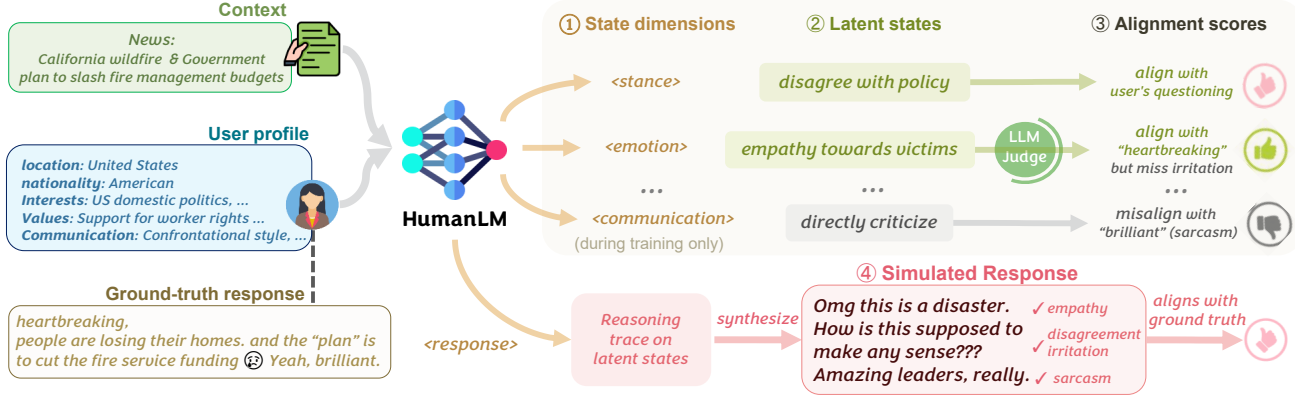 Context
News:
California wildfire & Government
plan to slash fire management budgets
User profile
location: United States
nationality: American
Interests: US domestic politics, ...
Values: Support for worker rights ...
Communication: Confrontational style, ...
Ground-truth response
heartbreaking,
people are losing their homes. and the “plan” is
to cut the fire service funding 😢 Yeah, brilliant.
HumanLM
① State dimensions
② Latent states
③ Alignment scores
<stance>
disagree with policy
align with
user's questioning
<emotion>
empathy towards victims
LLM
Judge
align with
“heartbreaking”
but miss irritation
...
...
...
<communication>
(during training only)
directly criticize
misalign with
“brilliant” (sarcasm)
④ Simulated Response
<response>
Reasoning
trace on
latent states
synthesize
Omg this is a disaster.
How is this supposed to
make any sense???
Amazing leaders, really.
✓ empathy
✓ disagreement
irritation
✓ sarcasm
aligns with
ground truth